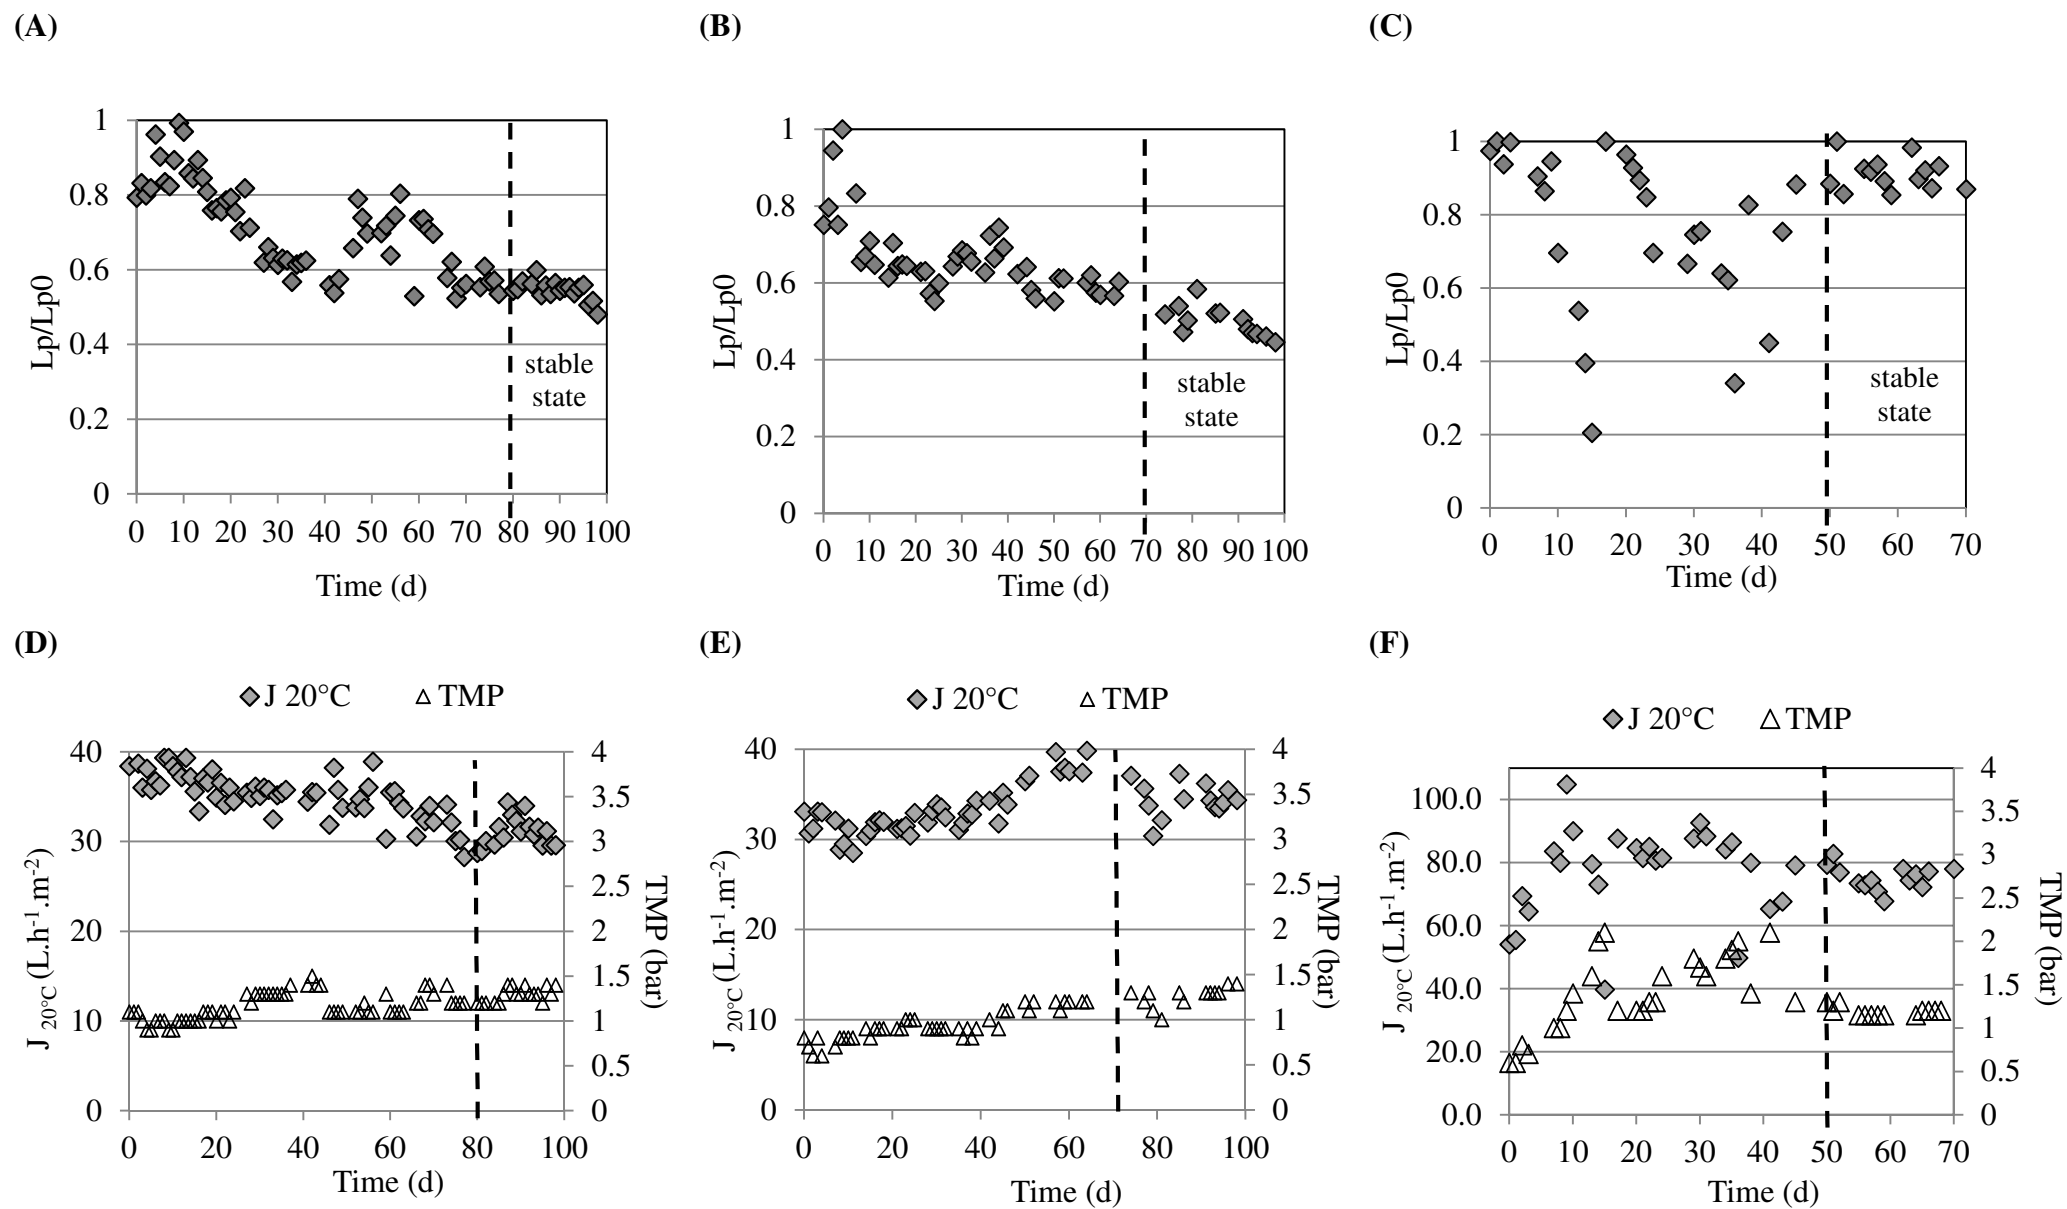 (A)
1
0.8
0.6
0.4
0.2
0
Lp/Lp0
stable
state
0 10 20 30 40 50 60 70 80 90 100
Time (d)
(B)
1
0.8
0.6
0.4
0.2
0
Lp/Lp0
stable
state
0 10 20 30 40 50 60 70 80 90 100
Time (d)
(C)
1
0.8
0.6
0.4
0.2
0
Lp/Lp0
stable
state
0 10 20 30 40 50 60 70
Time (d)
(D)
J 20°C TMP
40
30
20
10
0
J 20°C (L.h-1.m-2)
4
3.5
3
2.5
2
1.5
1
0.5
0
TMP (bar)
0 20 40 60 80 100
Time (d)
(E)
J 20°C TMP
40
30
20
10
0
J 20°C (L.h-1.m-2)
4
3.5
3
2.5
2
1.5
1
0.5
0
TMP (bar)
0 20 40 60 80 100
Time (d)
(F)
J 20°C TMP
100.0
80.0
60.0
40.0
20.0
0.0
J 20°C (L.h-1.m-2)
4
3.5
3
2.5
2
1.5
1
0.5
0
TMP (bar)
0 10 20 30 40 50 60 70
Time (d)